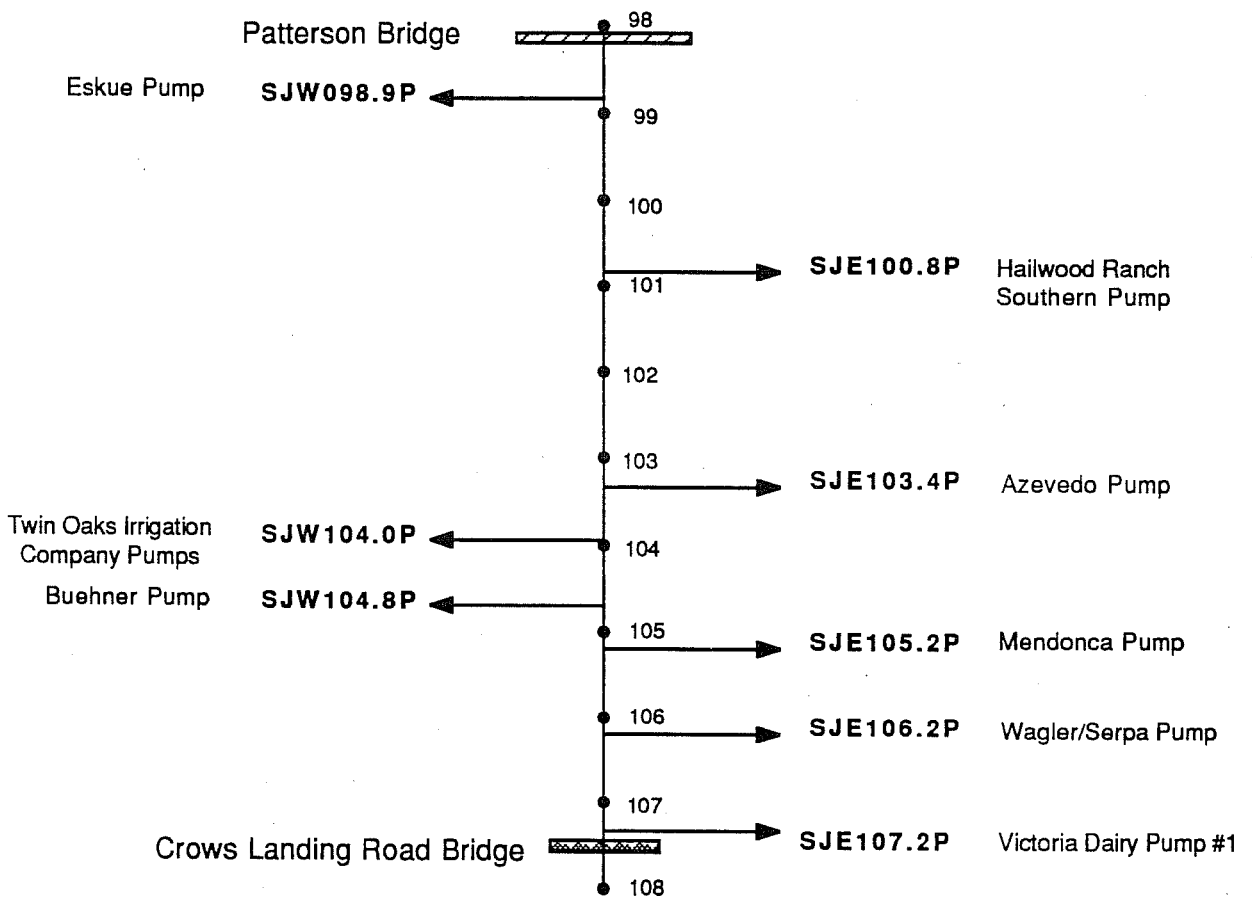 98
Patterson Bridge
Eskue Pump SJW098.9P
99
100
SJE100.8P Hailwood Ranch
Southern Pump
101
102
103
SJE103.4P Azevedo Pump
Twin Oaks Irrigation
Company Pumps
SJW104.0P
104
Buehner Pump SJW104.8P
105
SJE105.2P Mendonca Pump
106
SJE106.2P Wagler/Serpa Pump
107
SJE107.2P Victoria Dairy Pump #1
Crows Landing Road Bridge
108